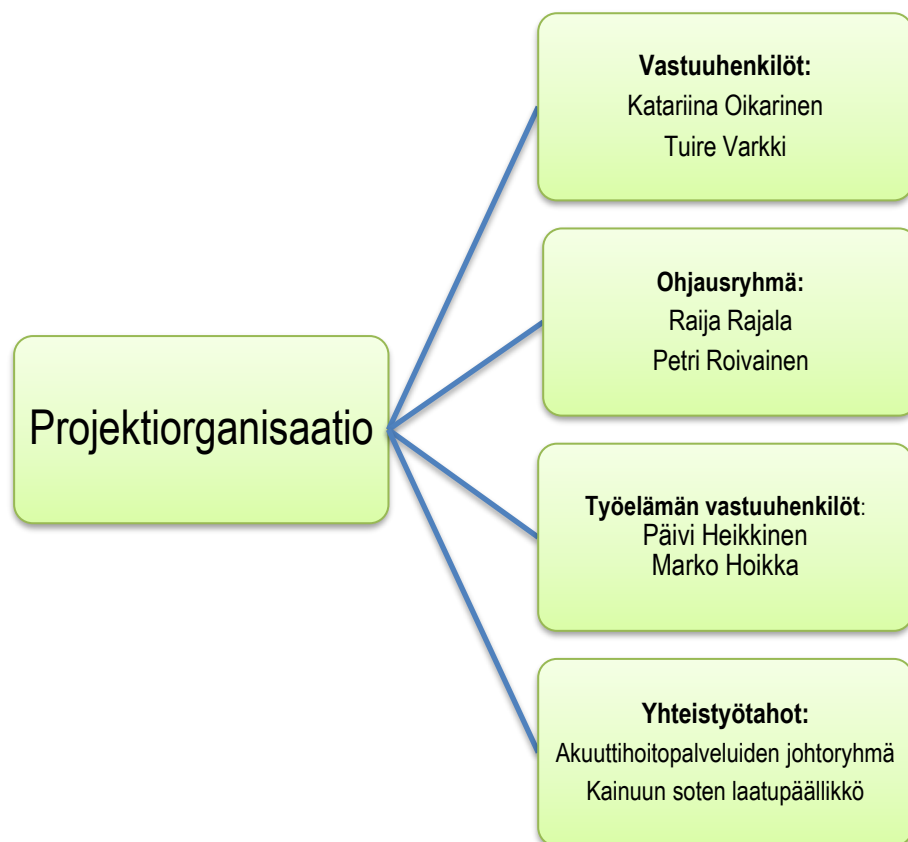 Projektiorganisaatio
Vastuuhenkilöt:
Katariina Oikarinen
Tuire Varkki
Ohjausryhmä:
Raija Rajala
Petri Roivainen
Työelämän vastuuhenkilöt:
Päivi Heikkinen
Marko Hoikka
Yhteistyötahot:
Akuuttihoitopalveluiden johtoryhmä
Kainuun soten laatupäällikkö